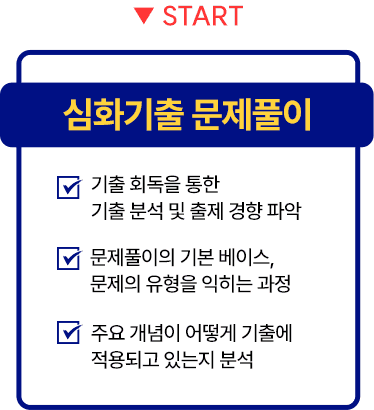 ▼ START
심화기출 문제풀이
기출 회독을 통한
기출 분석 및 출제 경향 파악
문제풀이의 기본 베이스,
문제의 유형을 익히는 과정
주요 개념이 어떻게 기출에
적용되고 있는지 분석